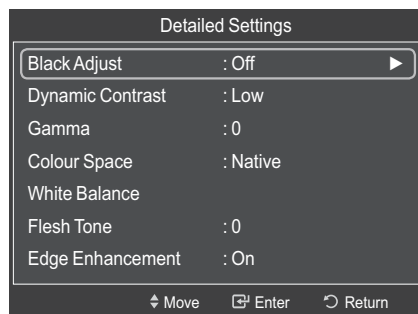 Detailed Settings
Black Adjust : Off
Dynamic Contrast : Low
Gamma : 0
Colour Space : Native
White Balance
Flesh Tone : 0
Edge Enhancement : On
Move Enter Return